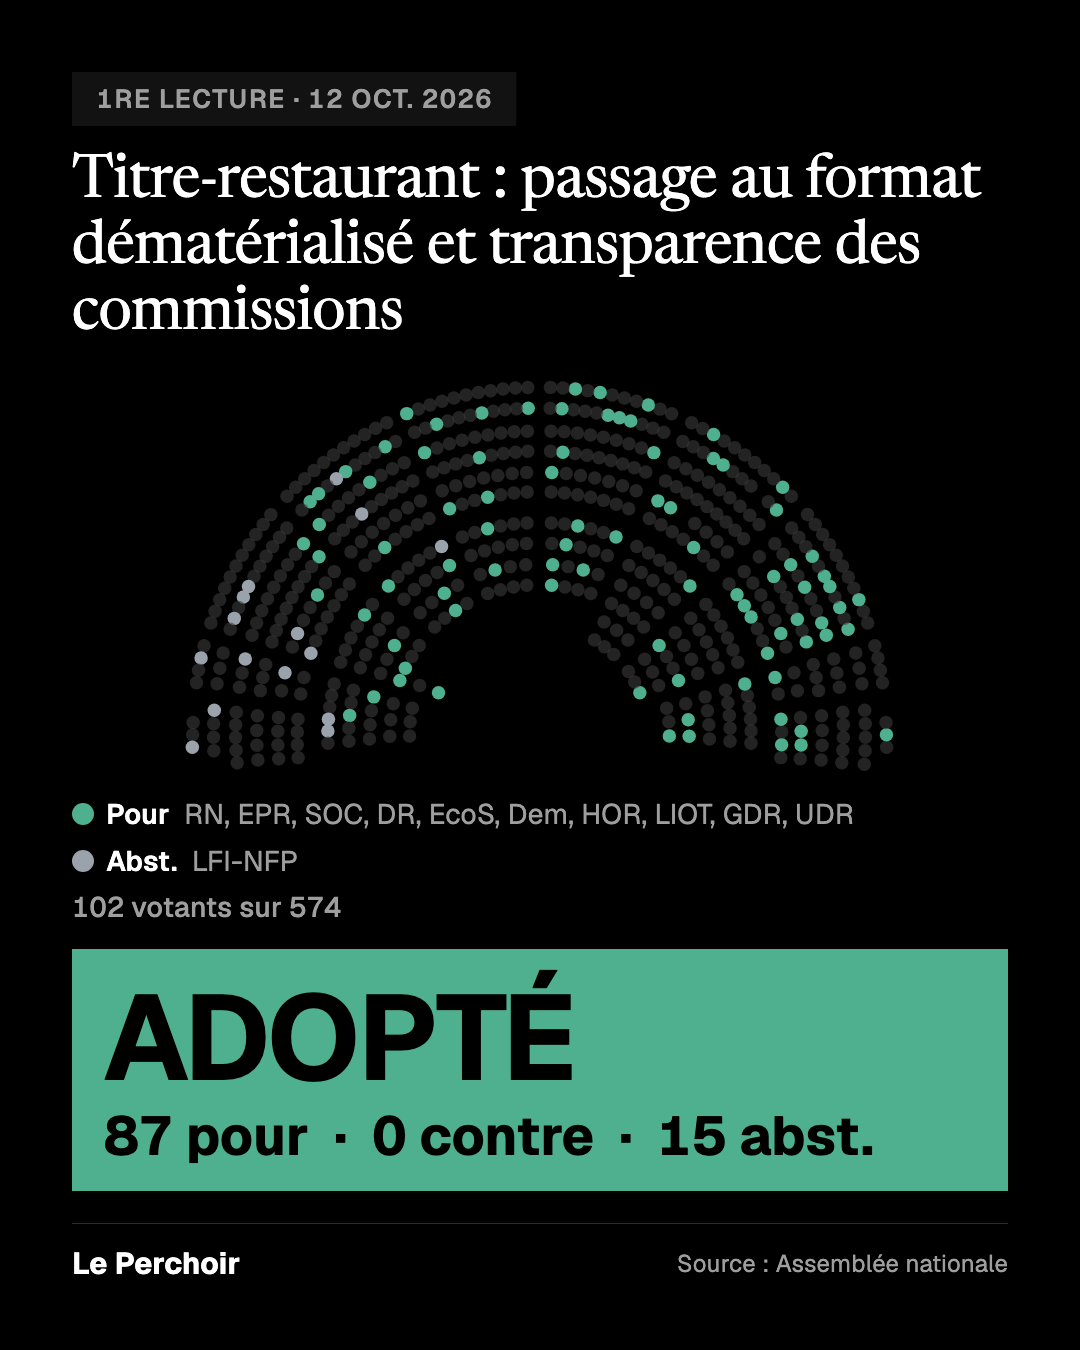 1RE LECTURE · 12 OCT. 2026
Titre-restaurant : passage au format
dématérialisé et transparence des
commissions
Pour RN, EPR, SOC, DR, EcoS, Dem, HOR, LIOT, GDR, UDR
Abst. LFI-NFP
102 votants sur 574
ADOPTÉ
87 pour · 0 contre · 15 abst.
Le Perchoir
Source : Assemblée nationale